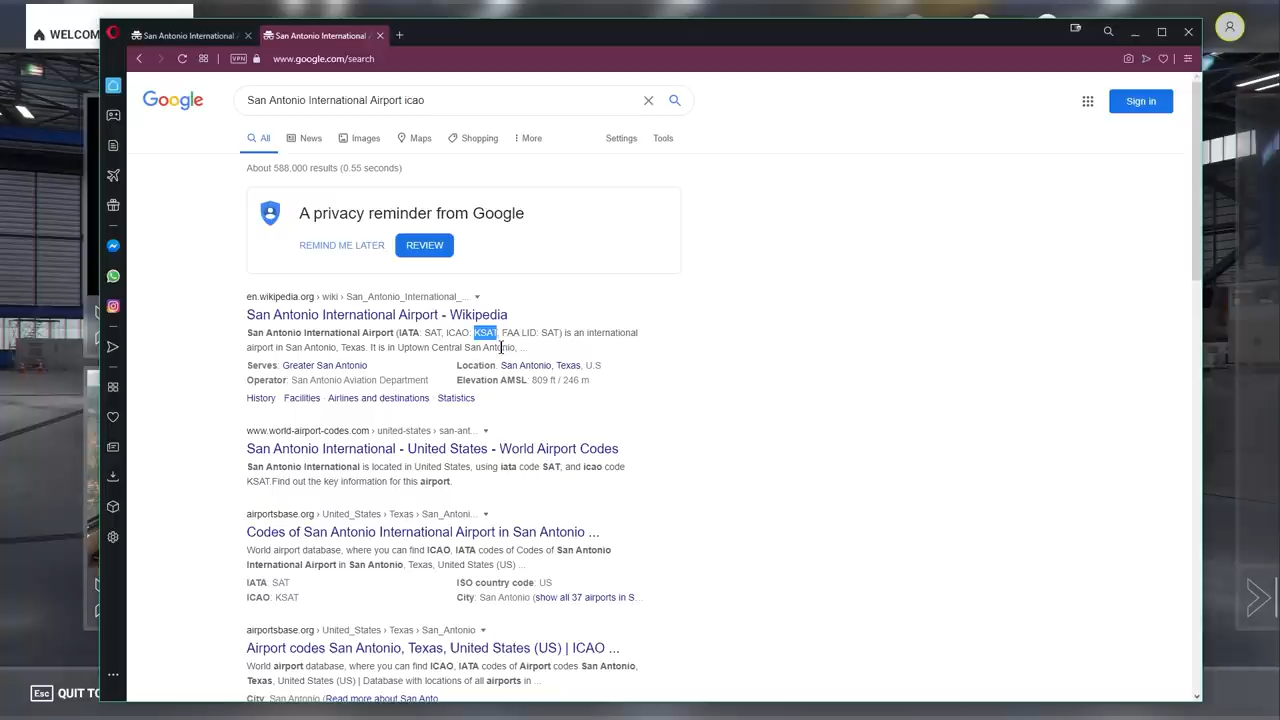 WELCOM
San Antonio International
San Antonio International
VPN
www.google.com/search
Google
San Antonio International Airport icao
Sign in
All
News
Images
Maps
Shopping
More
Settings
Tools
About 588,000 results (0.55 seconds)
A privacy reminder from Google
REMIND ME LATER
REVIEW
en.wikipedia.org › wiki › San_Antonio_International_...
San Antonio International Airport - Wikipedia
San Antonio International Airport (IATA: SAT, ICAO: KSAT, FAA LID: SAT) is an international
airport in San Antonio, Texas. It is in Uptown Central San Antonio, ...
Serves: Greater San Antonio
Location: San Antonio, Texas, U.S
Operator: San Antonio Aviation Department
Elevation AMSL: 809 ft / 246 m
History · Facilities · Airlines and destinations · Statistics
www.world-airport-codes.com › united-states › san-ant...
San Antonio International - United States - World Airport Codes
San Antonio International is located in United States, using iata code SAT, and icao code
KSAT.Find out the key information for this airport.
airportsbase.org › United_States › Texas › San_Antoni...
Codes of San Antonio International Airport in San Antonio ...
World airport database, where you can find ICAO, IATA codes of Codes of San Antonio
International Airport in San Antonio, Texas, United States (US) ...
IATA: SAT
ISO country code: US
ICAO: KSAT
City: San Antonio (show all 37 airports in S...
airportsbase.org › United_States › Texas › San_Antonio
Airport codes San Antonio, Texas, United States (US) | ICAO ...
World airport database, where you can find ICAO, IATA codes of Airport codes San Antonio,
Texas, United States (US) | Database with locations of all airports in ...
City: San Antonio (Read more about San Anto
Esc QUIT TO